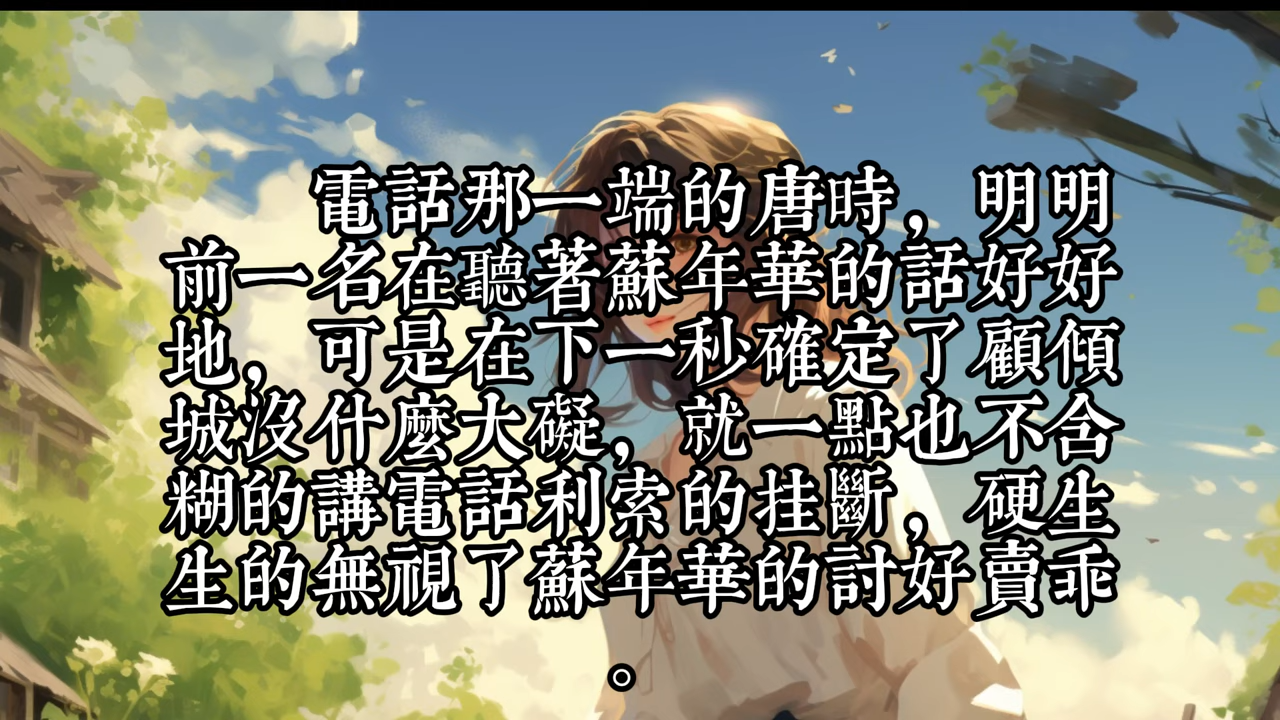 電話那一端的唐時，明明
前一名在聽著蘇年華的話好好
地，可是在下一秒確定了顧傾
城沒什麼大礙，就一點也不含
糊的講電話利索的挂斷，硬生
生的無視了蘇年華的討好賣乖
。